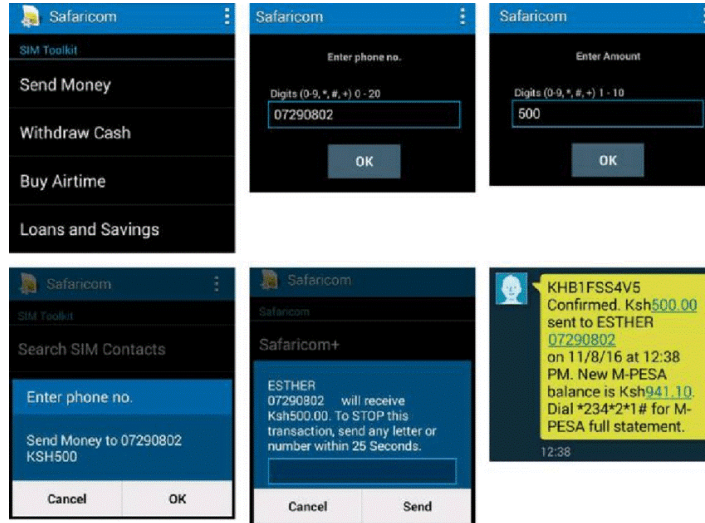 Safaricom
SIM Toolkit
Send Money
Withdraw Cash
Buy Airtime
Loans and Savings
Safaricom
Enter phone no.
Digits (0-9, *, #, +) 0 - 20
07290802
OK
Safaricom
Enter Amount
Digits (0-9, *, #, +) 1 - 10
500
OK
Safaricom
SIM Toolkit
Search SIM Contacts
Enter phone no.
Send Money to 07290802
KSH500
Cancel OK
Safaricom
Safaricom
Safaricom+
ESTHER
07290802 will receive
Ksh500.00. To STOP this
transaction, send any letter or
number within 25 Seconds.
Cancel Send
KHB1FSS4V5
Confirmed. Ksh500.00
sent to ESTHER
07290802
on 11/8/16 at 12:38
PM. New M-PESA
balance is Ksh941.10.
Dial *234*2*1# for M-
PESA full statement.
12:38